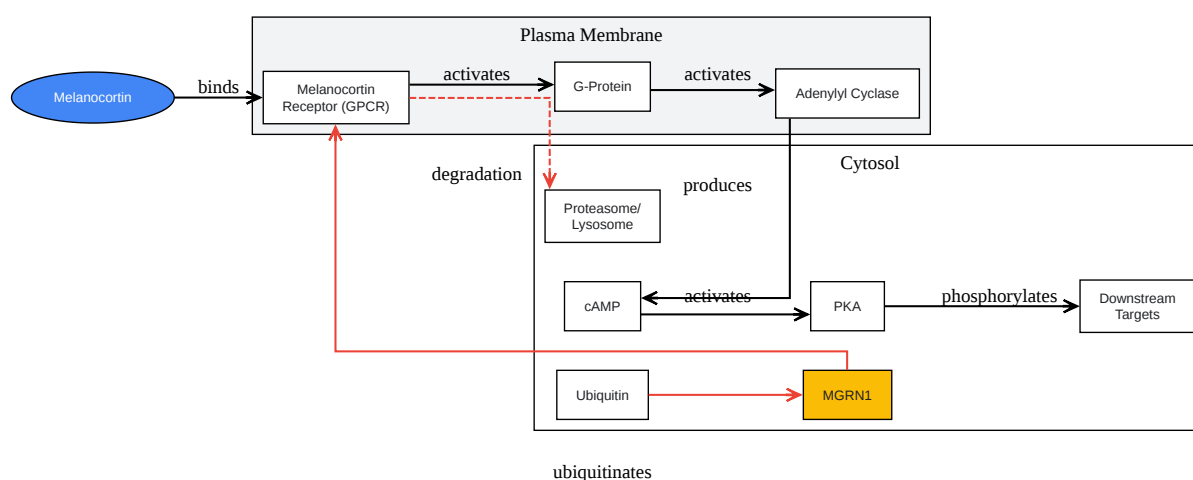 Plasma Membrane
Melanocortin
binds
Melanocortin
Receptor (GPCR)
activates
G-Protein
activates
Adenylyl Cyclase
Cytosol
degradation
produces
Proteasome/
Lysosome
cAMP
activates
PKA
phosphorylates
Downstream
Targets
Ubiquitin
MGRN1
ubiquitinates